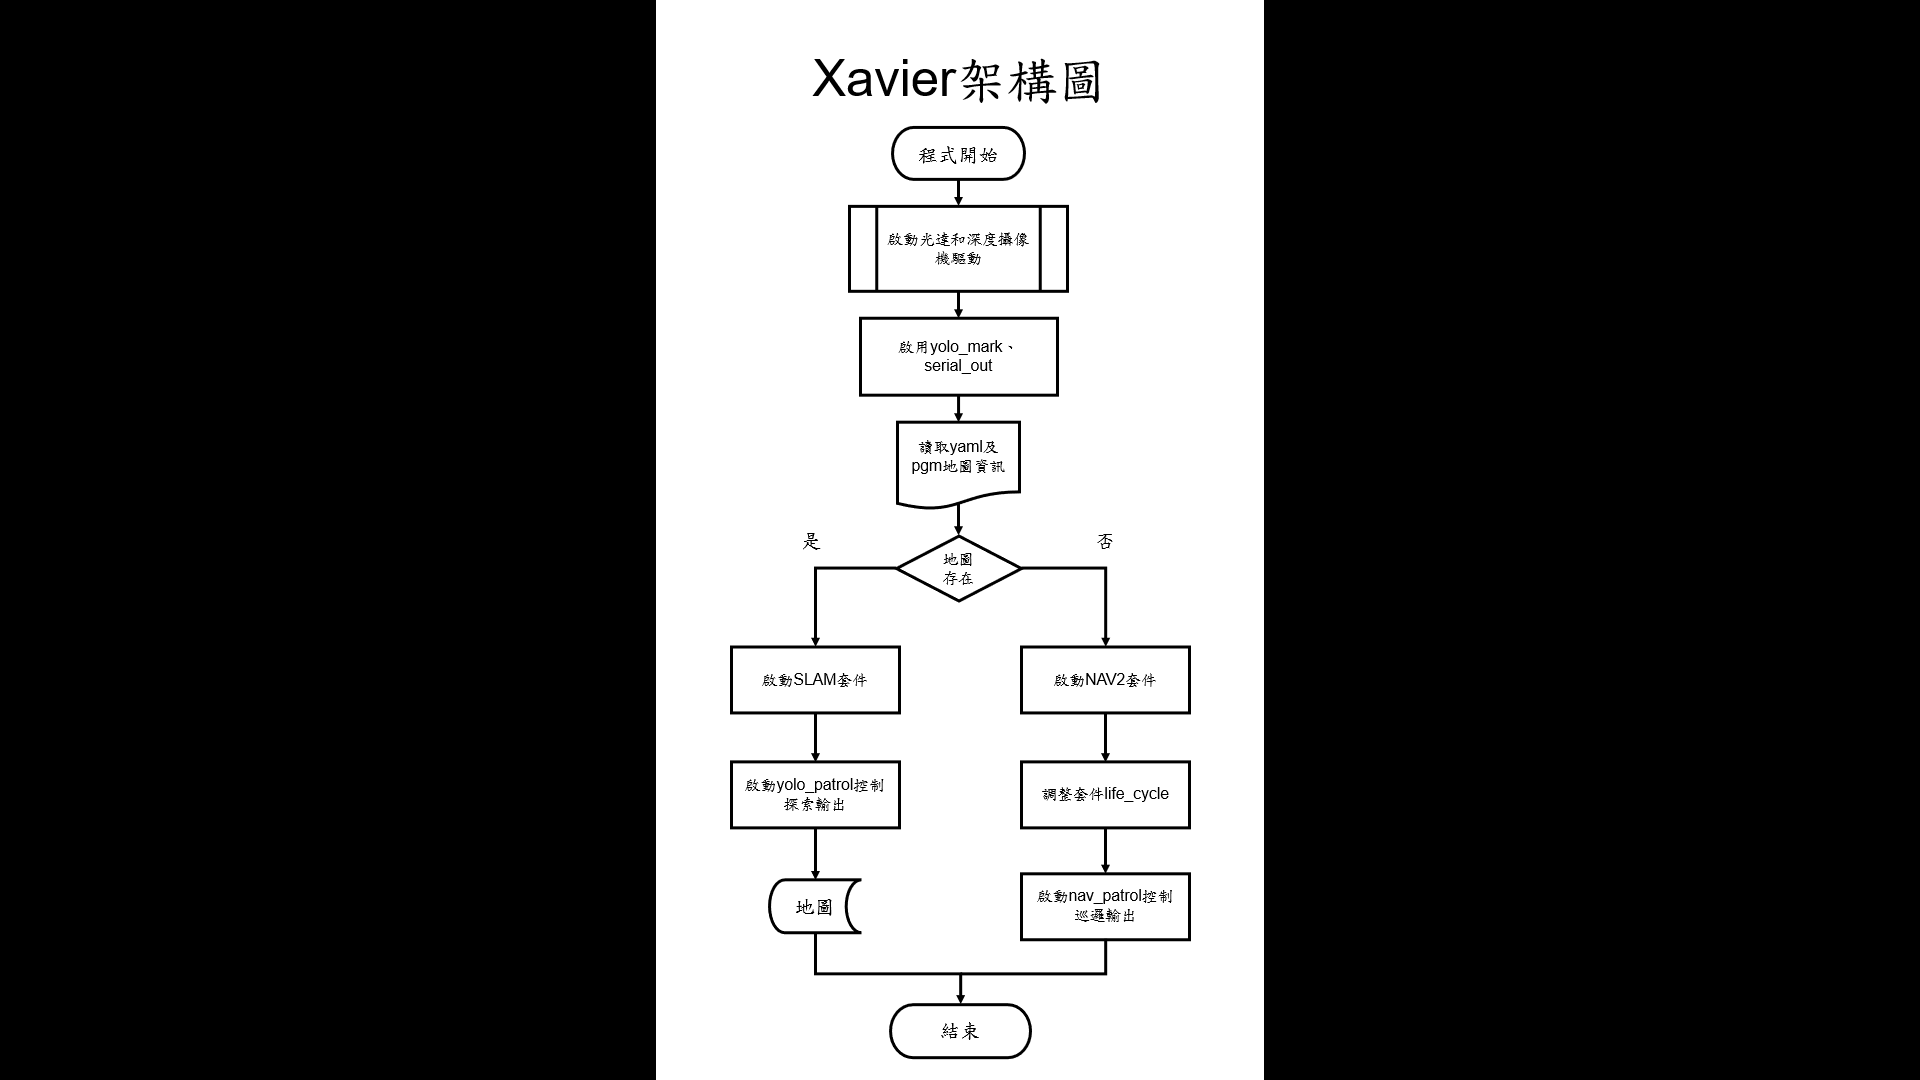 Xavier架構圖
程式開始
啟動光達和深度攝像
機驅動
啟用yolo_mark、
serial_out
讀取yaml及
pgm地圖資訊
是
否
地圖
存在
啟動SLAM套件
啟動NAV2套件
啟動yolo_patrol控制
探索輸出
調整套件life_cycle
地圖
啟動nav_patrol控制
巡邏輸出
結束